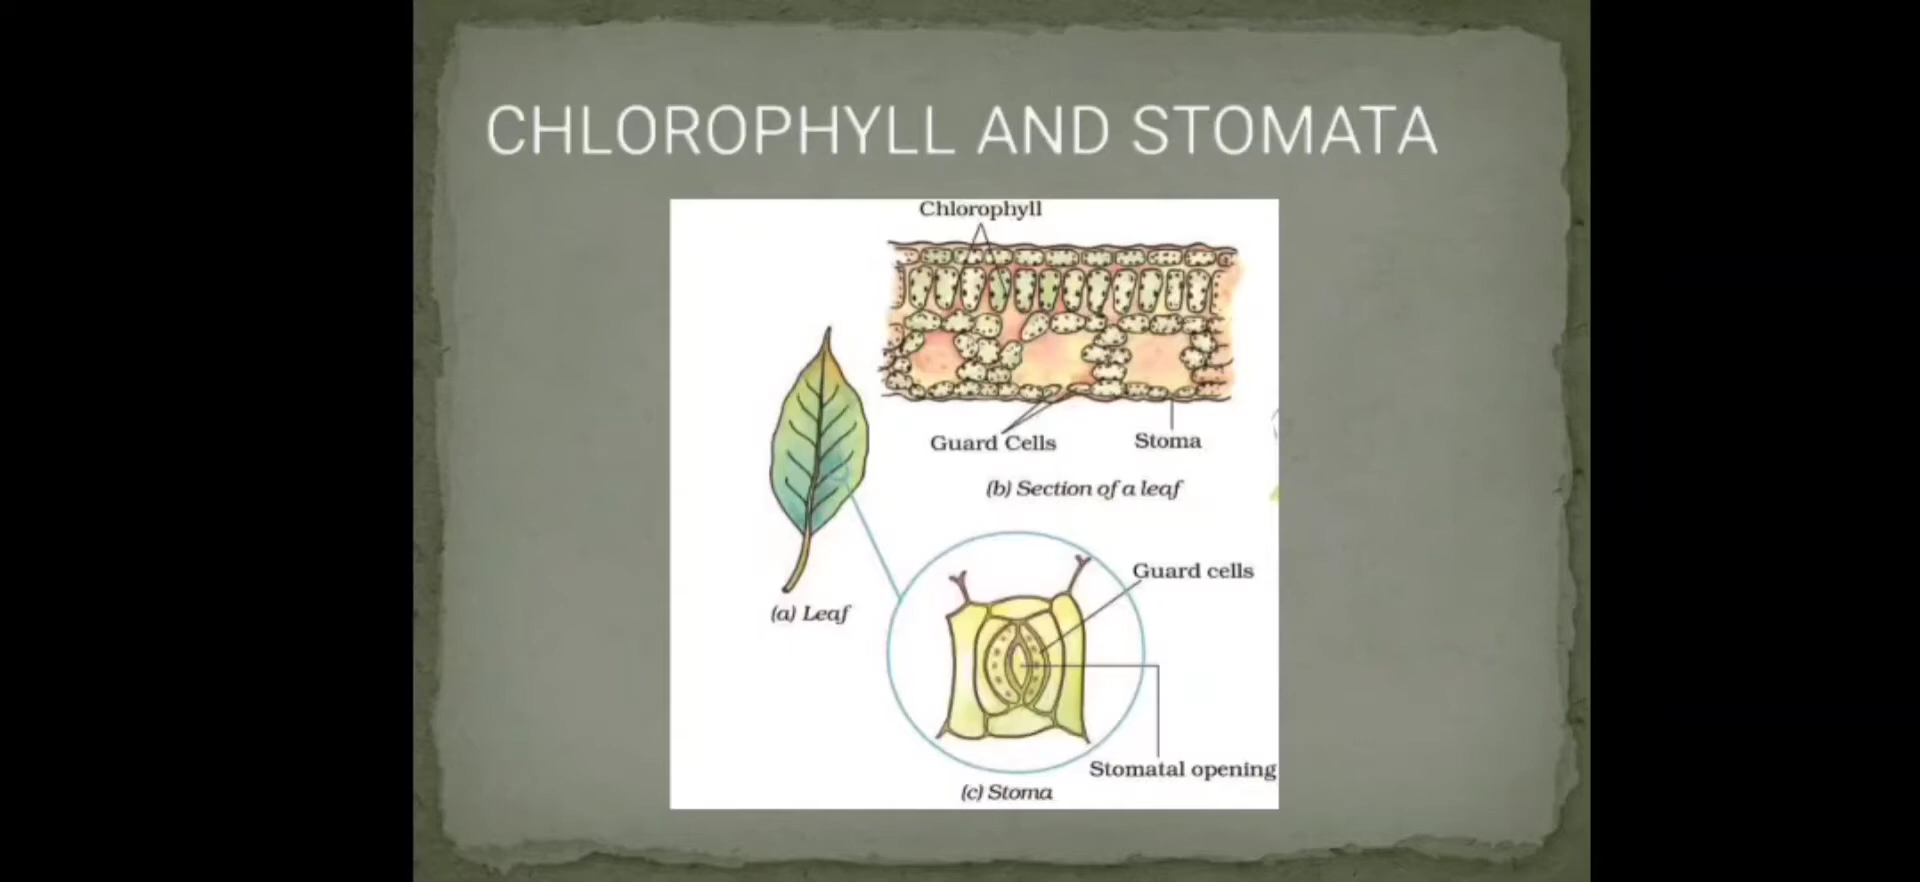 CHLOROPHYLL AND STOMATA
Chlorophyll
Guard Cells
Stoma
(b) Section of a leaf
Guard cells
(a) Leaf
Stomatal opening
(c) Stoma